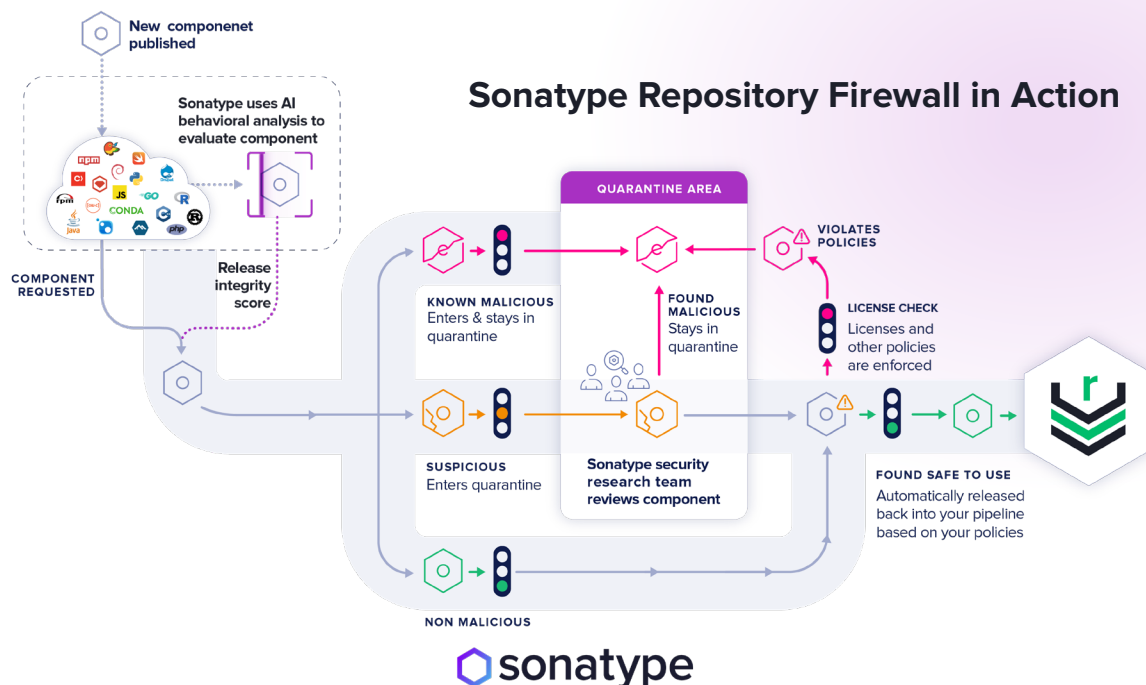 New componenet
published
Sonatype Repository Firewall in Action
Sonatype uses AI
behavioral analysis to
evaluate component
npm
JS
GO
R
rpm
CONDA
C
Java
php
COMPONENT
REQUESTED
Release
integrity
score
QUARANTINE AREA
VIOLATES
POLICIES
KNOWN MALICIOUS
Enters & stays in
quarantine
FOUND
MALICIOUS
Stays in
quarantine
LICENSE CHECK
Licenses and
other policies
are enforced
r
SUSPICIOUS
Enters quarantine
Sonatype security
research team
reviews component
FOUND SAFE TO USE
Automatically released
back into your pipeline
based on your policies
NON MALICIOUS
sonatype